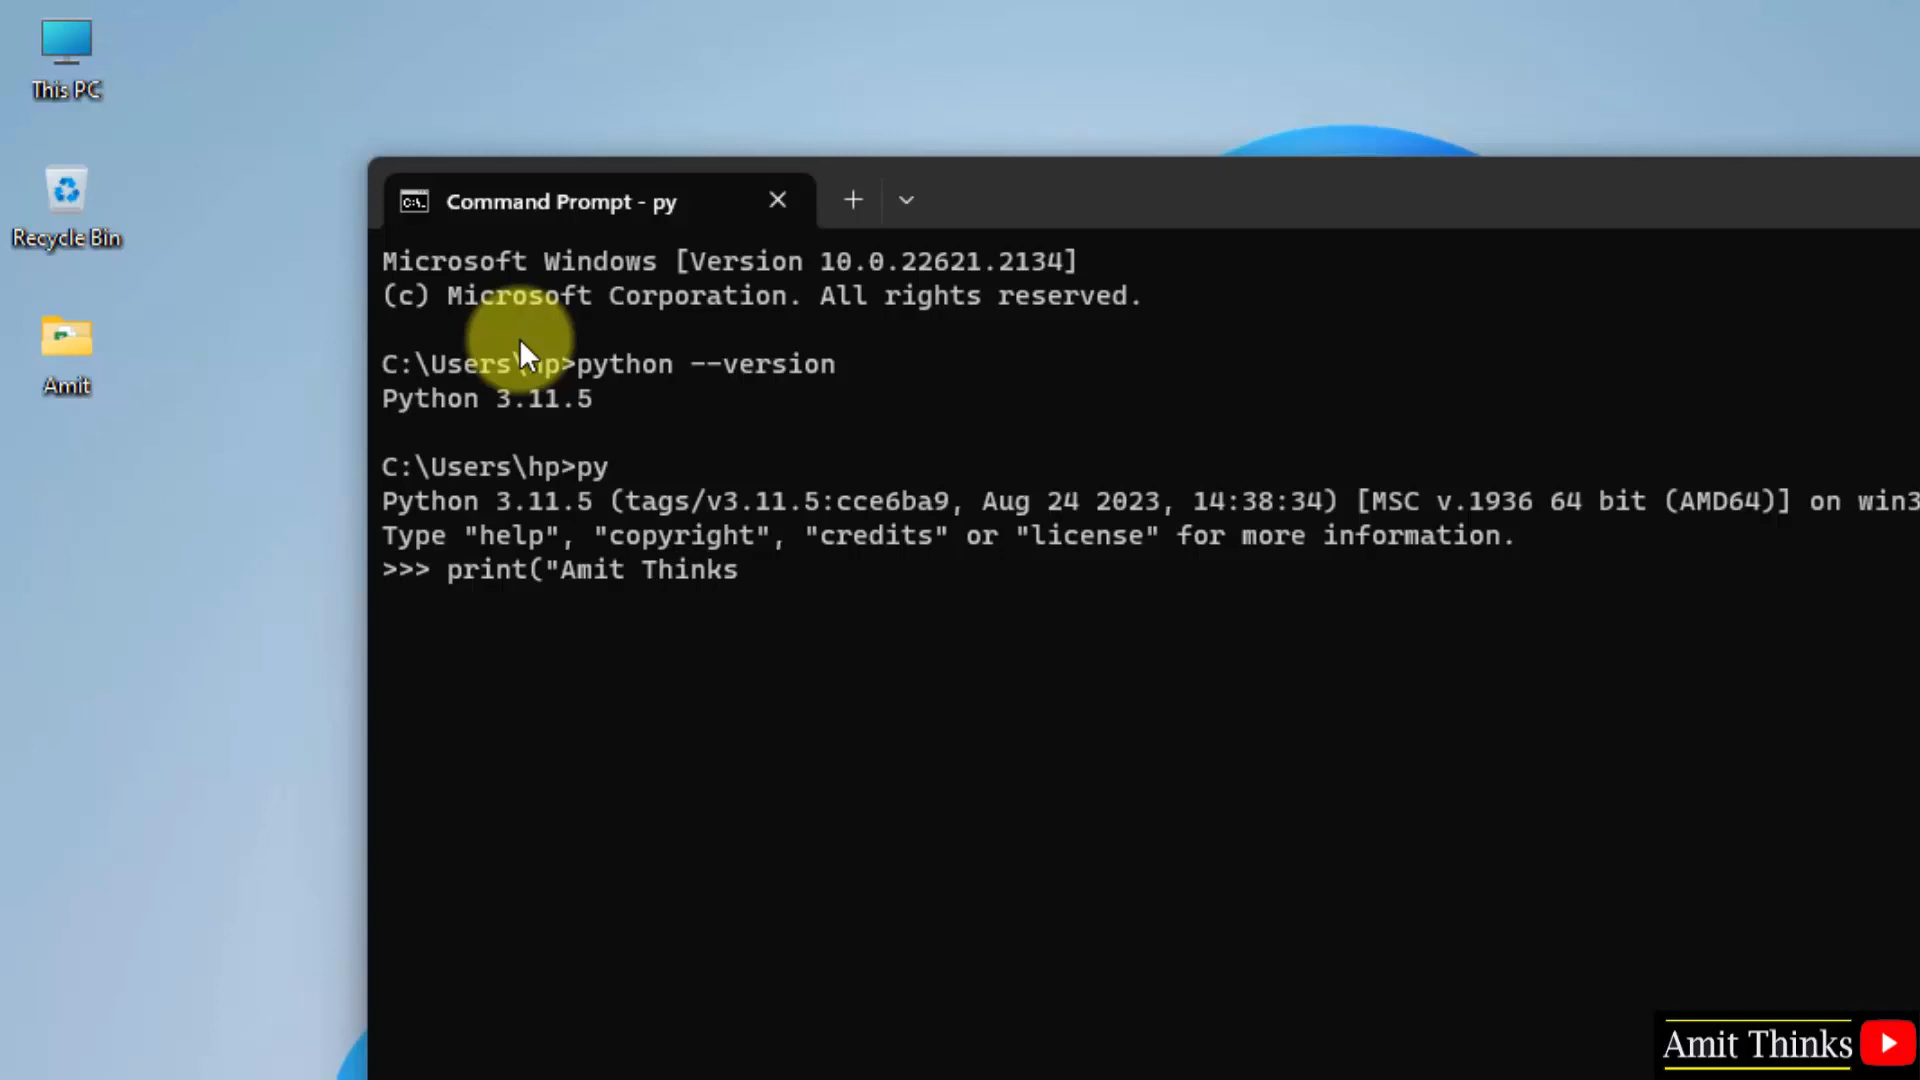 This PC
Recycle Bin
Amit
Command Prompt - py
Microsoft Windows [Version 10.0.22621.2134]
(c) Microsoft Corporation. All rights reserved.
C:\Users\hp>python --version
Python 3.11.5
C:\Users\hp>py
Python 3.11.5 (tags/v3.11.5:cce6ba9, Aug 24 2023, 14:38:34) [MSC v.1936 64 bit (AMD64)] on win3
Type "help", "copyright", "credits" or "license" for more information.
>>> print("Amit Thinks
Amit Thinks